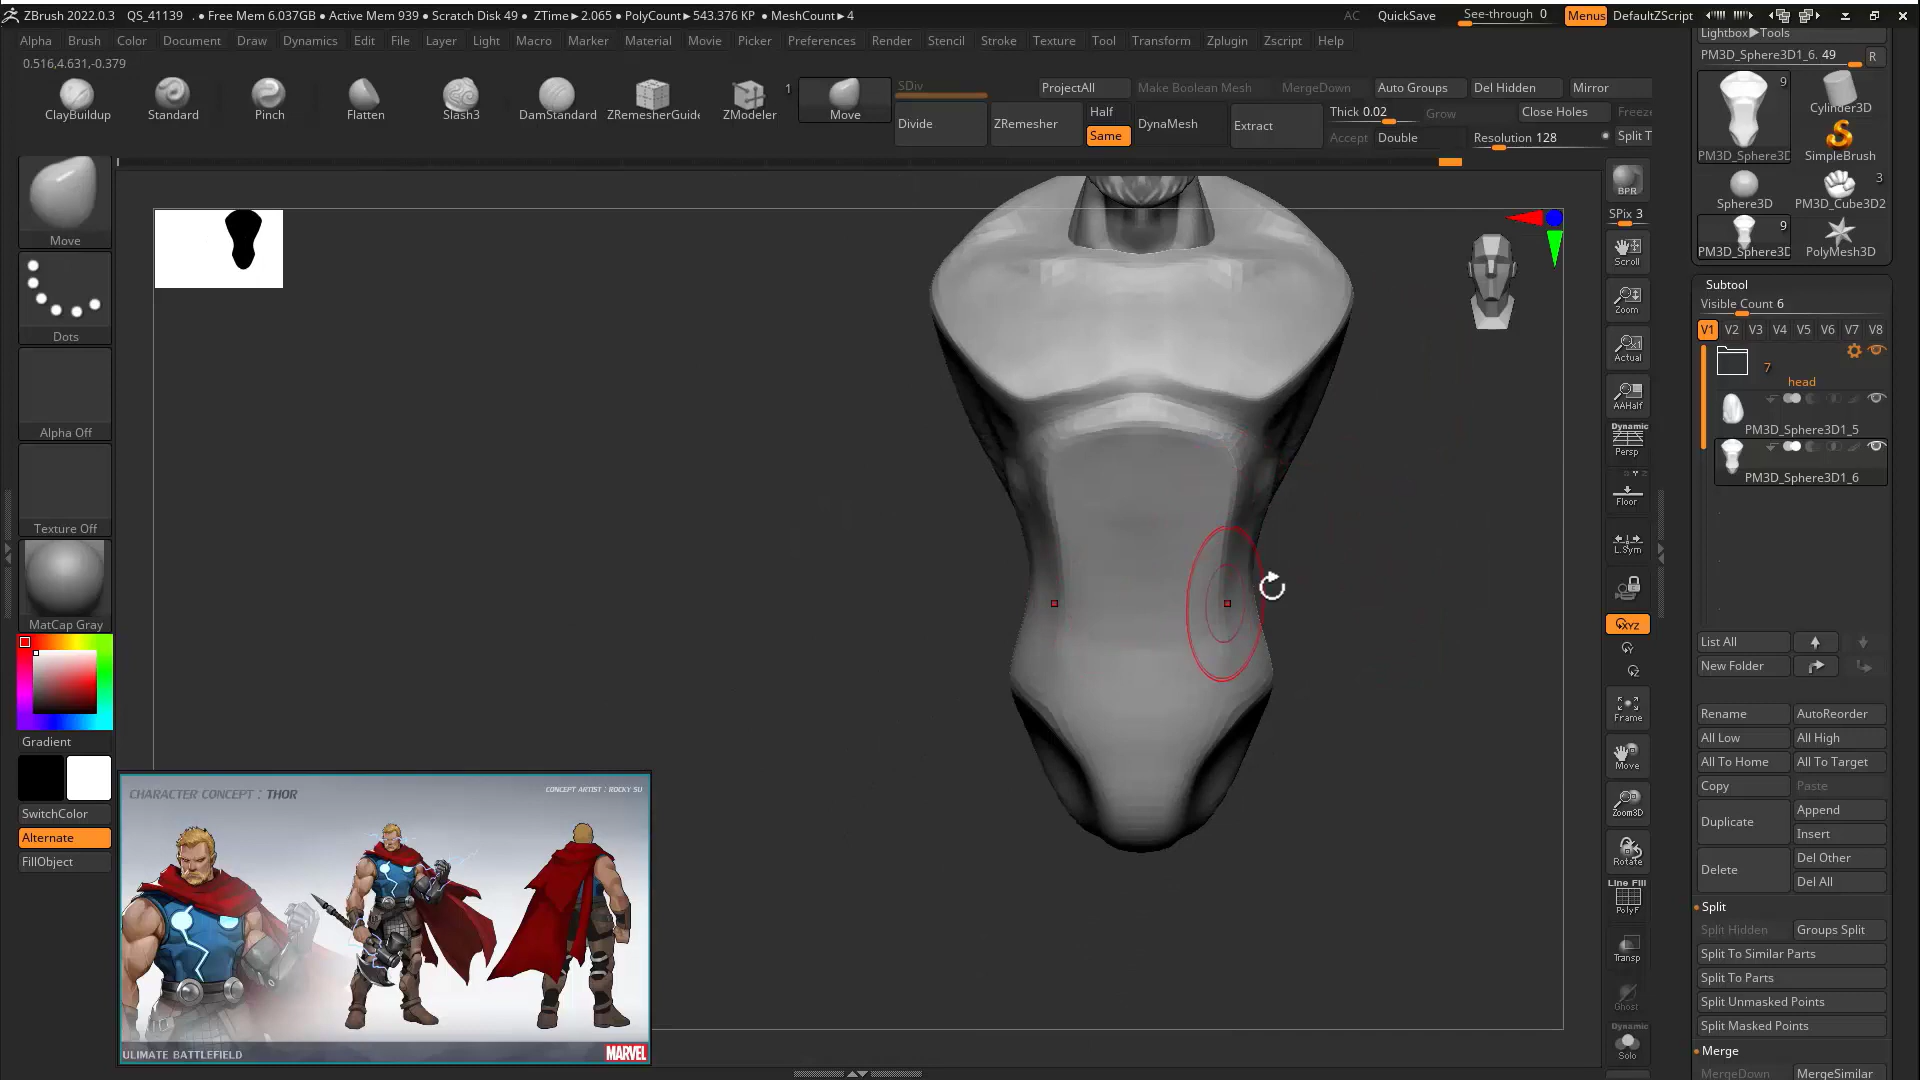 ZBrush 2022.0.3 QS_41139 . ● Free Mem 6.037GB ● Active Mem 939 ● Scratch Disk 49 ● ZTime►2.065 ● PolyCount►543.376 KP ● MeshCount►4 AC QuickSave See-through 0 Menus DefaultZScript
Alpha Brush Color Document Draw Dynamics Edit File Layer Light Macro Marker Material Movie Picker Preferences Render Stencil Stroke Texture Tool Transform Zplugin Zscript Help
0.516,4.631,-0.379
ClayBuildup
Standard
Pinch
Flatten
Slash3
DamStandard
ZRemesherGuide
ZModeler
1
Move
SDiv
Divide
ZRemesher
ProjectAll
Half
Same
Make Boolean Mesh
DynaMesh
MergeDown
Extract
Auto Groups
Thick 0.02
Accept
Double
Grow
Del Hidden
Close Holes
Resolution 128
Mirror
Freeze
Split T
Move
Dots
Alpha Off
Texture Off
MatCap Gray
Gradient
SwitchColor
Alternate
FillObject
CHARACTER CONCEPT : THOR
CONCEPT ARTIST : ROCKY SU
ULIMATE BATTLEFIELD
MARVEL
BPR
SPix 3
Scroll
Zoom
Actual
AAHalf
Dynamic
Persp
Floor
L.Sym
XYZ
Frame
Move
Zoom3D
Rotate
Line Fill
PolyF
Transp
Ghost
Dynamic
Solo
Lightbox►Tools
PM3D_Sphere3D1_6. 49
R
9
PM3D_Sphere3D
Cylinder3D
SimpleBrush
Sphere3D
3
PM3D_Cube3D2
9
PM3D_Sphere3D
PolyMesh3D
Subtool
Visible Count 6
V1 V2 V3 V4 V5 V6 V7 V8
7
head
PM3D_Sphere3D1_5
PM3D_Sphere3D1_6
List All
New Folder
Rename AutoReorder
All Low All High
All To Home All To Target
Copy Paste
Duplicate
Append
Insert
Delete
Del Other
Del All
Split
Split Hidden Groups Split
Split To Similar Parts
Split To Parts
Split Unmasked Points
Split Masked Points
Merge
MergeDown MergeSimilar